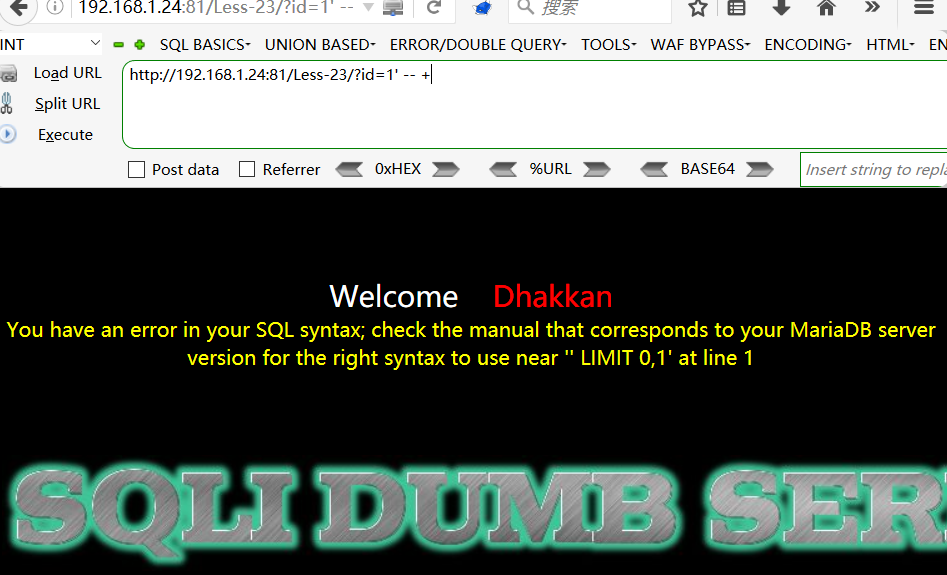 192.168.1.24:81/Less-23/?id=1' --
搜索
INT SQL BASICS UNION BASED ERROR/DOUBLE QUERY TOOLS WAF BYPASS ENCODING HTML EN
Load URL
http://192.168.1.24:81/Less-23/?id=1' -- +
Split URL
Execute
Post data Referrer 0xHEX %URL BASE64 Insert string to repla
Welcome Dhakkan
You have an error in your SQL syntax; check the manual that corresponds to your MariaDB server
version for the right syntax to use near '' LIMIT 0,1' at line 1
SQLI DUMB SER